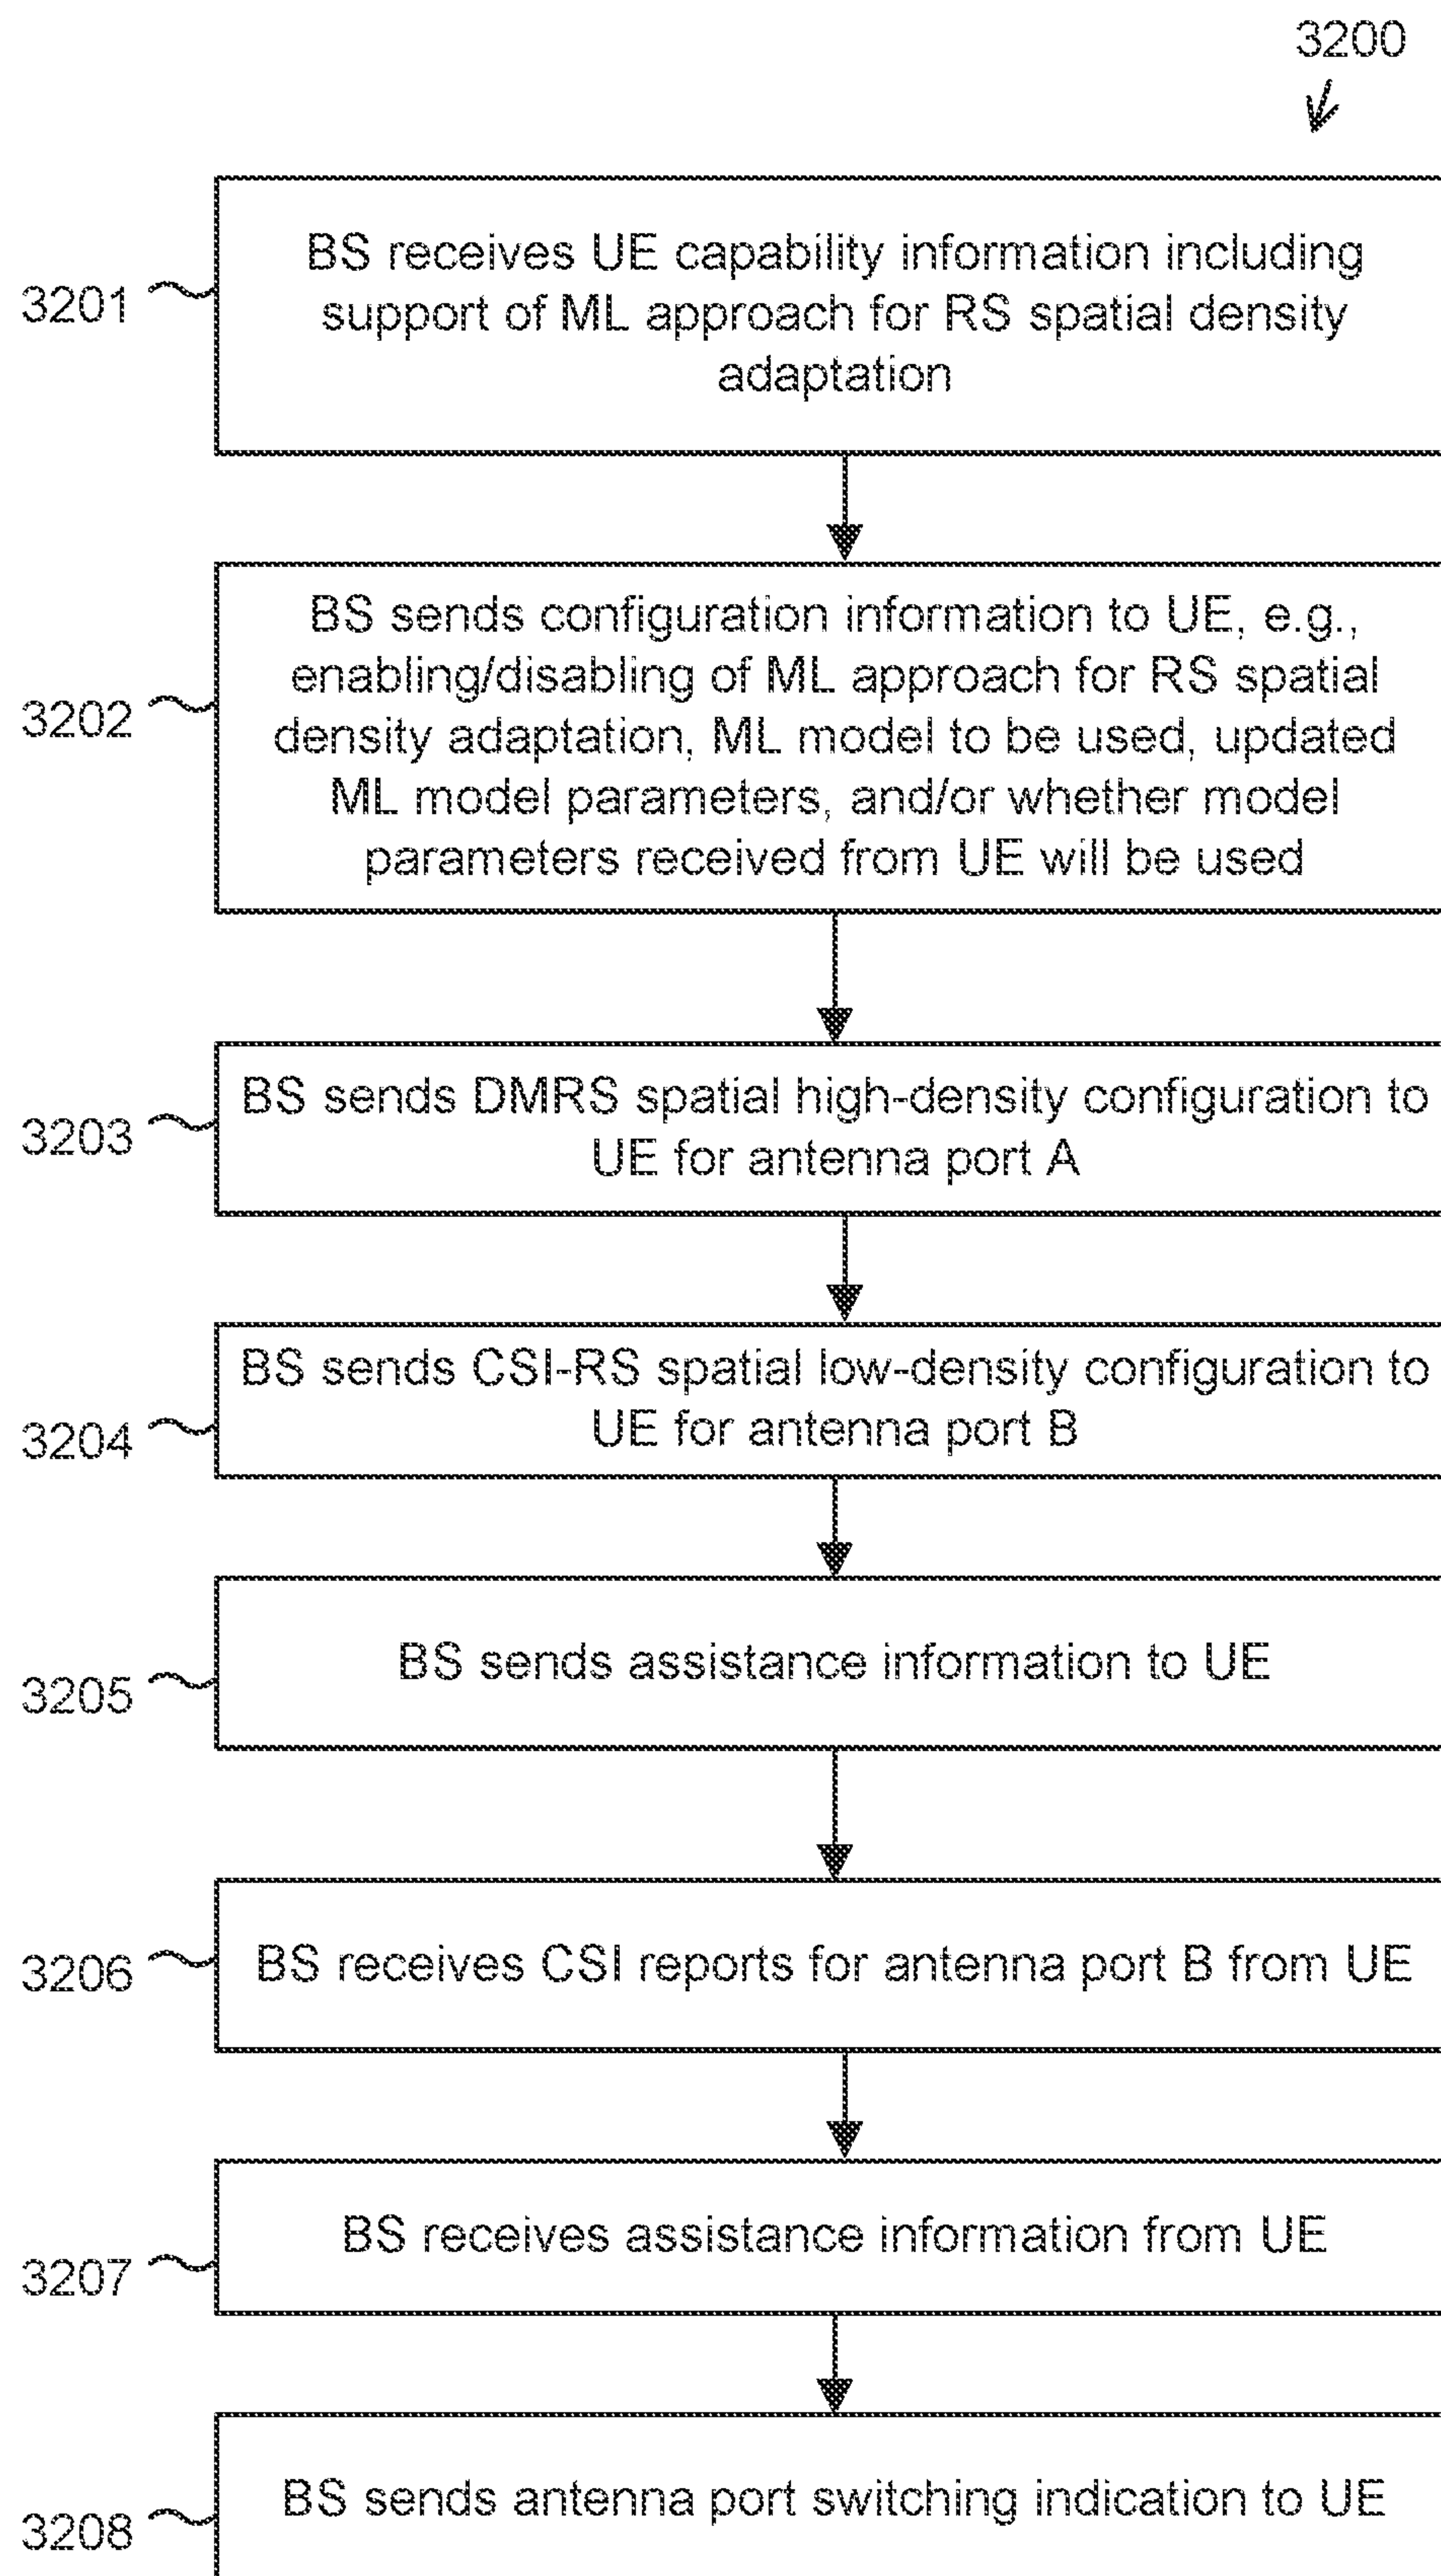 3200
3201
BS receives UE capability information including
support of ML approach for RS spatial density
adaptation
3202
BS sends configuration information to UE, e.g.,
enabling/disabling of ML approach for RS spatial
density adaptation, ML model to be used, updated
ML model parameters, and/or whether model
parameters received from UE will be used
3203
BS sends DMRS spatial high-density configuration to
UE for antenna port A
3204
BS sends CSI-RS spatial low-density configuration to
UE for antenna port B
3205
BS sends assistance information to UE
3206
BS receives CSI reports for antenna port B from UE
3207
BS receives assistance information from UE
3208
BS sends antenna port switching indication to UE